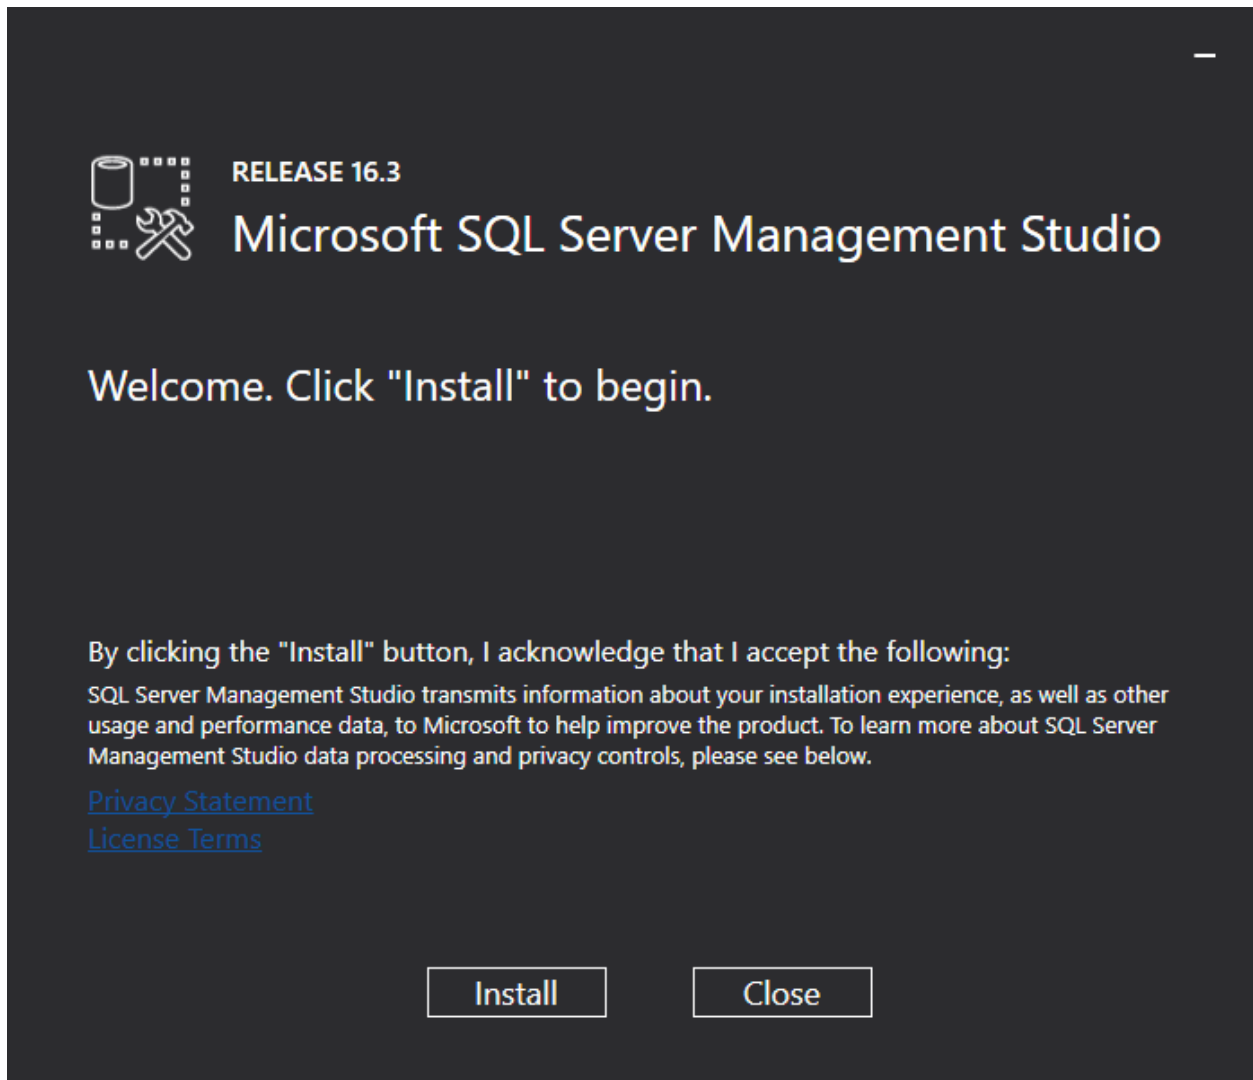 RELEASE 16.3
Microsoft SQL Server Management Studio
Welcome. Click "Install" to begin.
By clicking the "Install" button, I acknowledge that I accept the following:
SQL Server Management Studio transmits information about your installation experience, as well as other
usage and performance data, to Microsoft to help improve the product. To learn more about SQL Server
Management Studio data processing and privacy controls, please see below.
Privacy Statement
License Terms
Install
Close